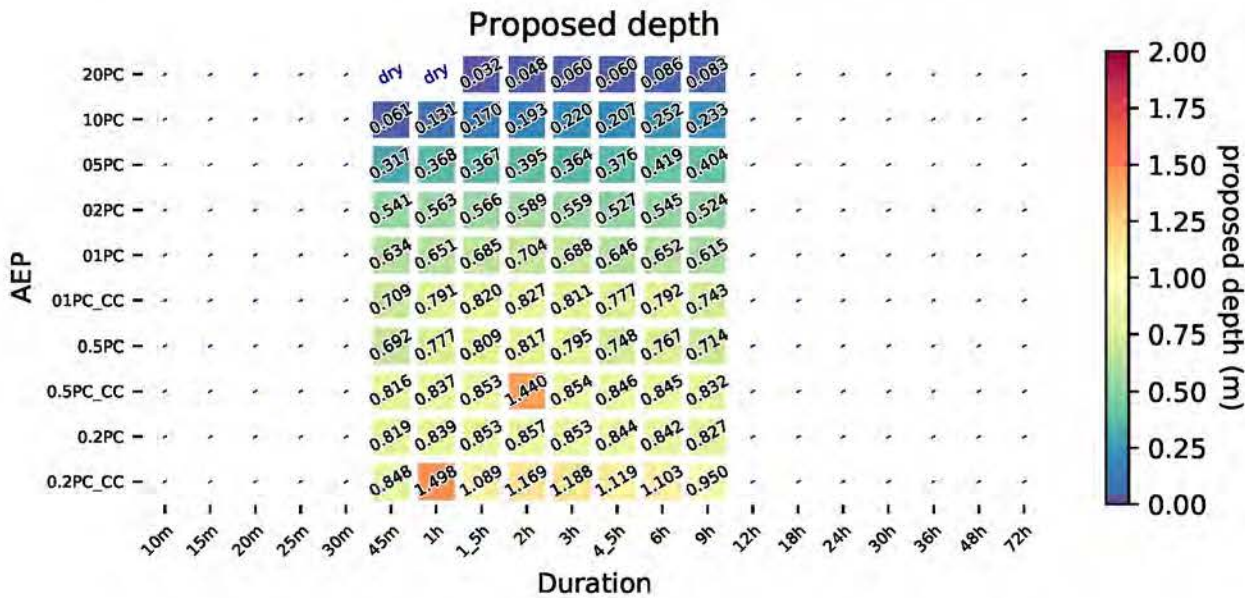 Proposed depth
20PC - - - - - dry dry 0.032 0.048 0.060 0.060 0.086 0.083 - - - - - - -
10PC - - - - - 0.061 0.131 0.170 0.193 0.220 0.207 0.252 0.233 - - - - - - -
05PC - - - - - 0.317 0.368 0.367 0.395 0.364 0.376 0.419 0.404 - - - - - - -
02PC - - - - - 0.541 0.563 0.566 0.589 0.559 0.527 0.545 0.524 - - - - - - -
01PC - - - - - 0.634 0.651 0.685 0.704 0.688 0.646 0.652 0.615 - - - - - - -
01PC_CC - - - - - 0.709 0.791 0.820 0.827 0.811 0.777 0.792 0.743 - - - - - - -
0.5PC - - - - - 0.692 0.777 0.809 0.817 0.795 0.748 0.767 0.714 - - - - - - -
0.5PC_CC - - - - - 0.816 0.837 0.853 1.440 0.854 0.846 0.845 0.832 - - - - - - -
0.2PC - - - - - 0.819 0.839 0.853 0.857 0.853 0.844 0.842 0.827 - - - - - - -
0.2PC_CC - - - - - 0.848 1.498 1.089 1.169 1.188 1.119 1.103 0.950 - - - - - - -
10m 15m 20m 25m 30m 45m 1h 1_5h 2h 3h 4_5h 6h 9h 12h 18h 24h 30h 36h 48h 72h
AEP
Duration
2.00
1.75
1.50
1.25
1.00
0.75
0.50
0.25
0.00
proposed depth (m)